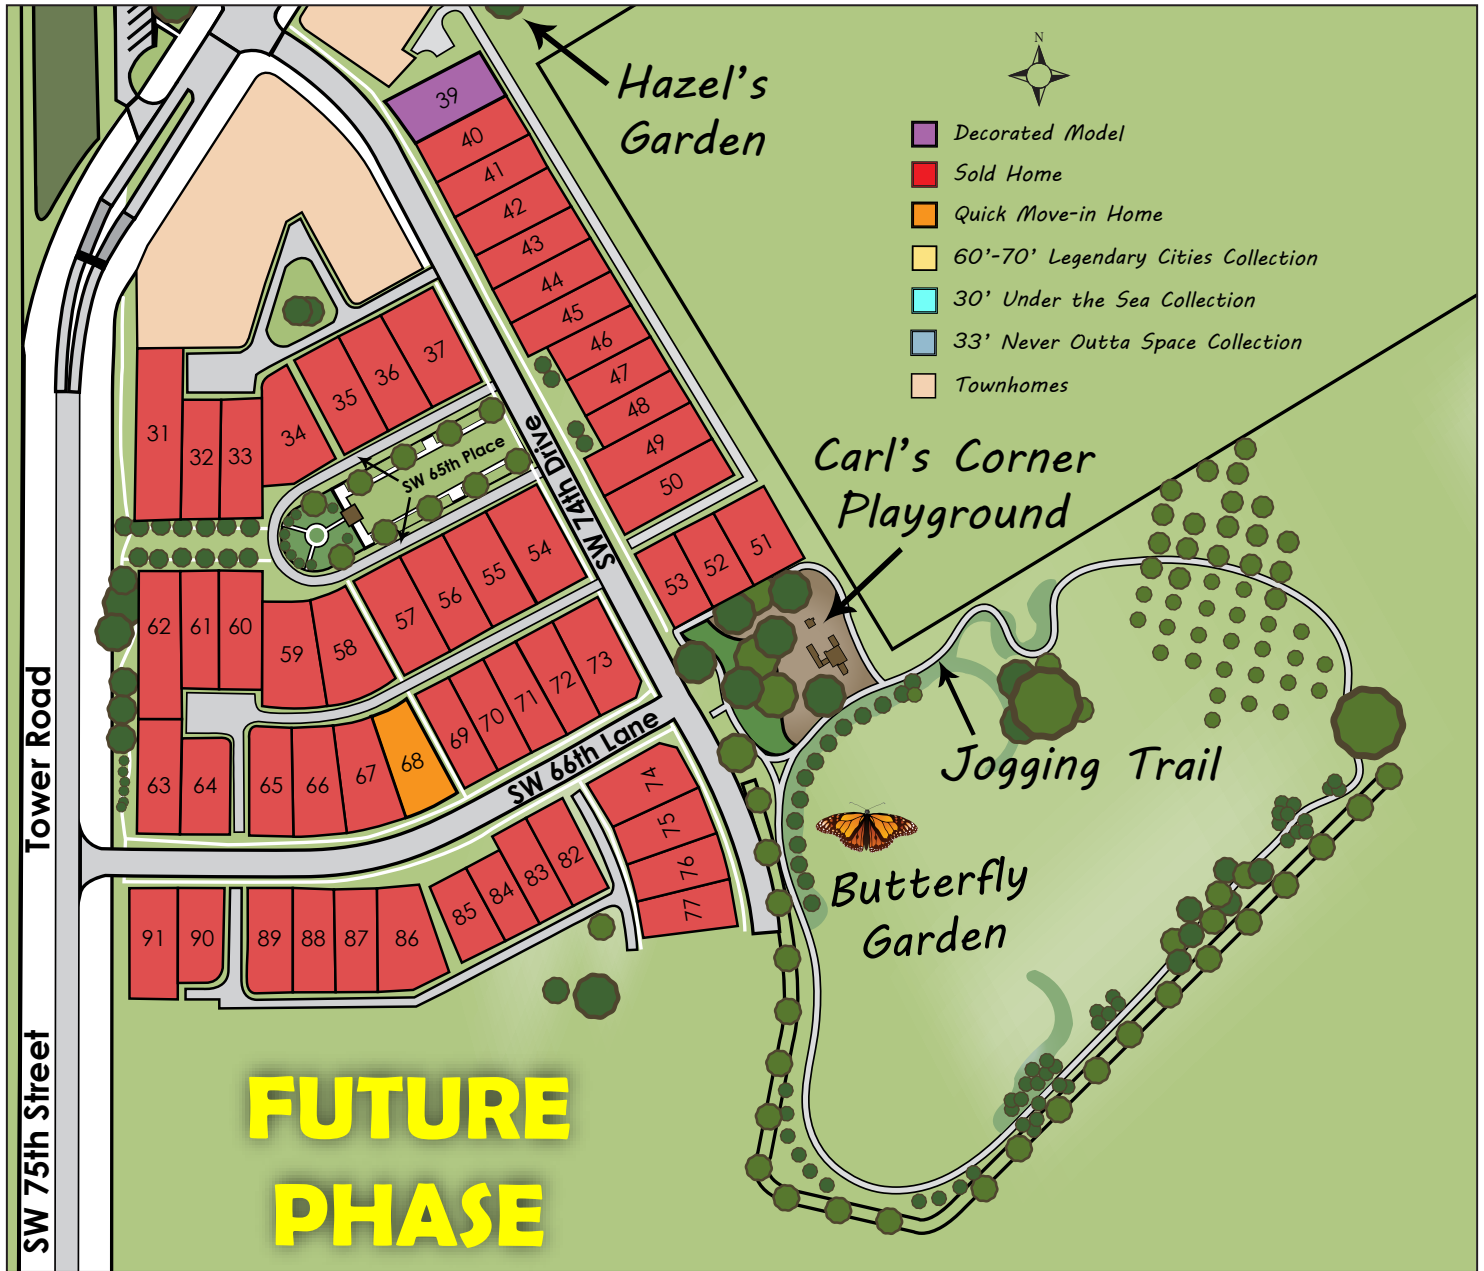 N
Hazel's
Garden
Decorated Model
Sold Home
Quick Move-in Home
60'-70' Legendary Cities Collection
30' Under the Sea Collection
33' Never Outta Space Collection
Townhomes
39
40
41
42
43
44
45
46
47
48
49
50
51
52
53
37
36
35
34
33
32
31
SW 65th Place
SW 74th Drive
Carl's Corner
Playground
54
55
56
57
58
59
60
61
62
63
64
65
66
67
68
69
70
71
72
73
SW 66th Lane
Jogging Trail
74
75
76
77
82
83
84
85
86
87
88
89
90
91
Butterfly
Garden
Tower Road
SW 75th Street
FUTURE
PHASE